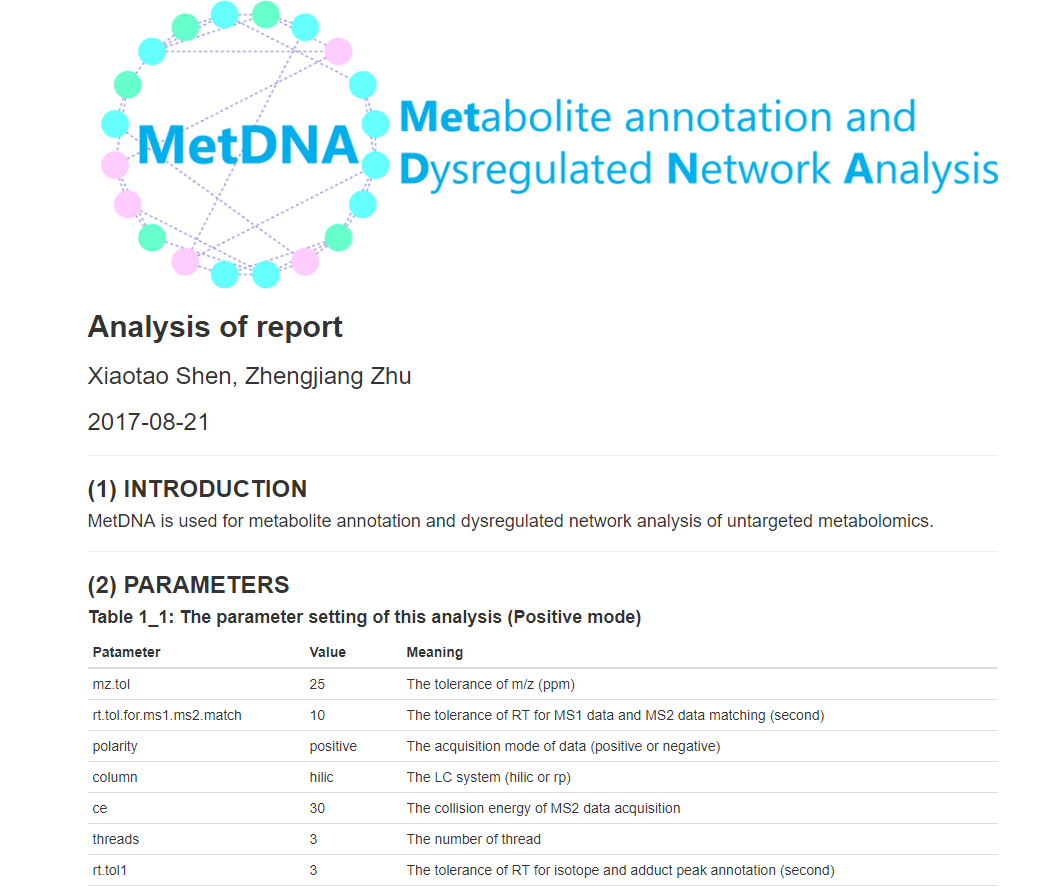 MetDNA
Metabolite annotation and
Dysregulated Network Analysis
Analysis of report
Xiaotao Shen, Zhengjiang Zhu
2017-08-21
(1) INTRODUCTION
MetDNA is used for metabolite annotation and dysregulated network analysis of untargeted metabolomics.
(2) PARAMETERS
Table 1_1: The parameter setting of this analysis (Positive mode)
Patameter Value Meaning
mz.tol 25 The tolerance of m/z (ppm)
rt.tol.for.ms1.ms2.match 10 The tolerance of RT for MS1 data and MS2 data matching (second)
polarity positive The acquisition mode of data (positive or negative)
column hilic The LC system (hilic or rp)
ce 30 The collision energy of MS2 data acquisition
threads 3 The number of thread
rt.tol1 3 The tolerance of RT for isotope and adduct peak annotation (second)